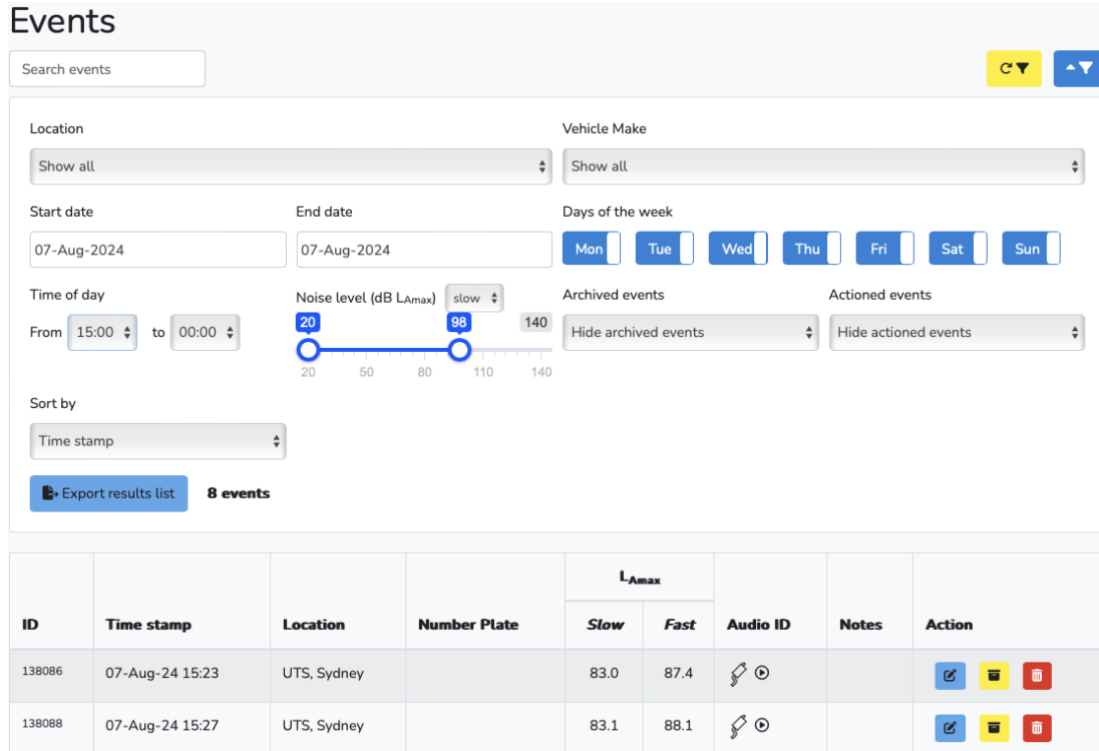 Events
Search events
Location
Vehicle Make
Show all
Show all
Start date
End date
Days of the week
07-Aug-2024
07-Aug-2024
Mon
Tue
Wed
Thu
Fri
Sat
Sun
Time of day
Noise level (dB LAmax)
slow
Archived events
Actioned events
From 15:00 to 00:00
20
98
140
Hide archived events
Hide actioned events
20 50 80 110 140
Sort by
Time stamp
Export results list
8 events
LAmax
ID Time stamp Location Number Plate Slow Fast Audio ID Notes Action
138086 07-Aug-24 15:23 UTS, Sydney 83.0 87.4
138088 07-Aug-24 15:27 UTS, Sydney 83.1 88.1